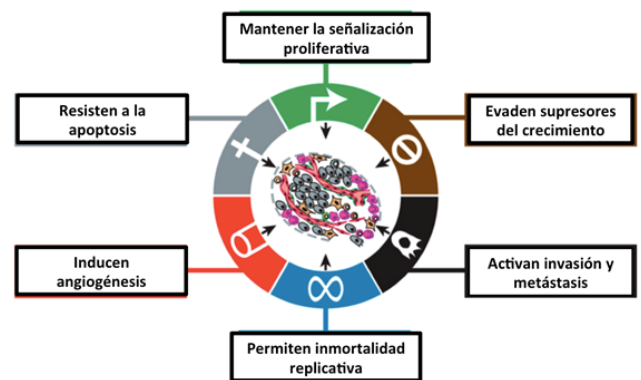 Mantener la señalización
proliferativa
Resisten a la
apoptosis
Evaden supresores
del crecimiento
Inducen
angiogénesis
Activan invasión y
metástasis
Permiten inmortalidad
replicativa